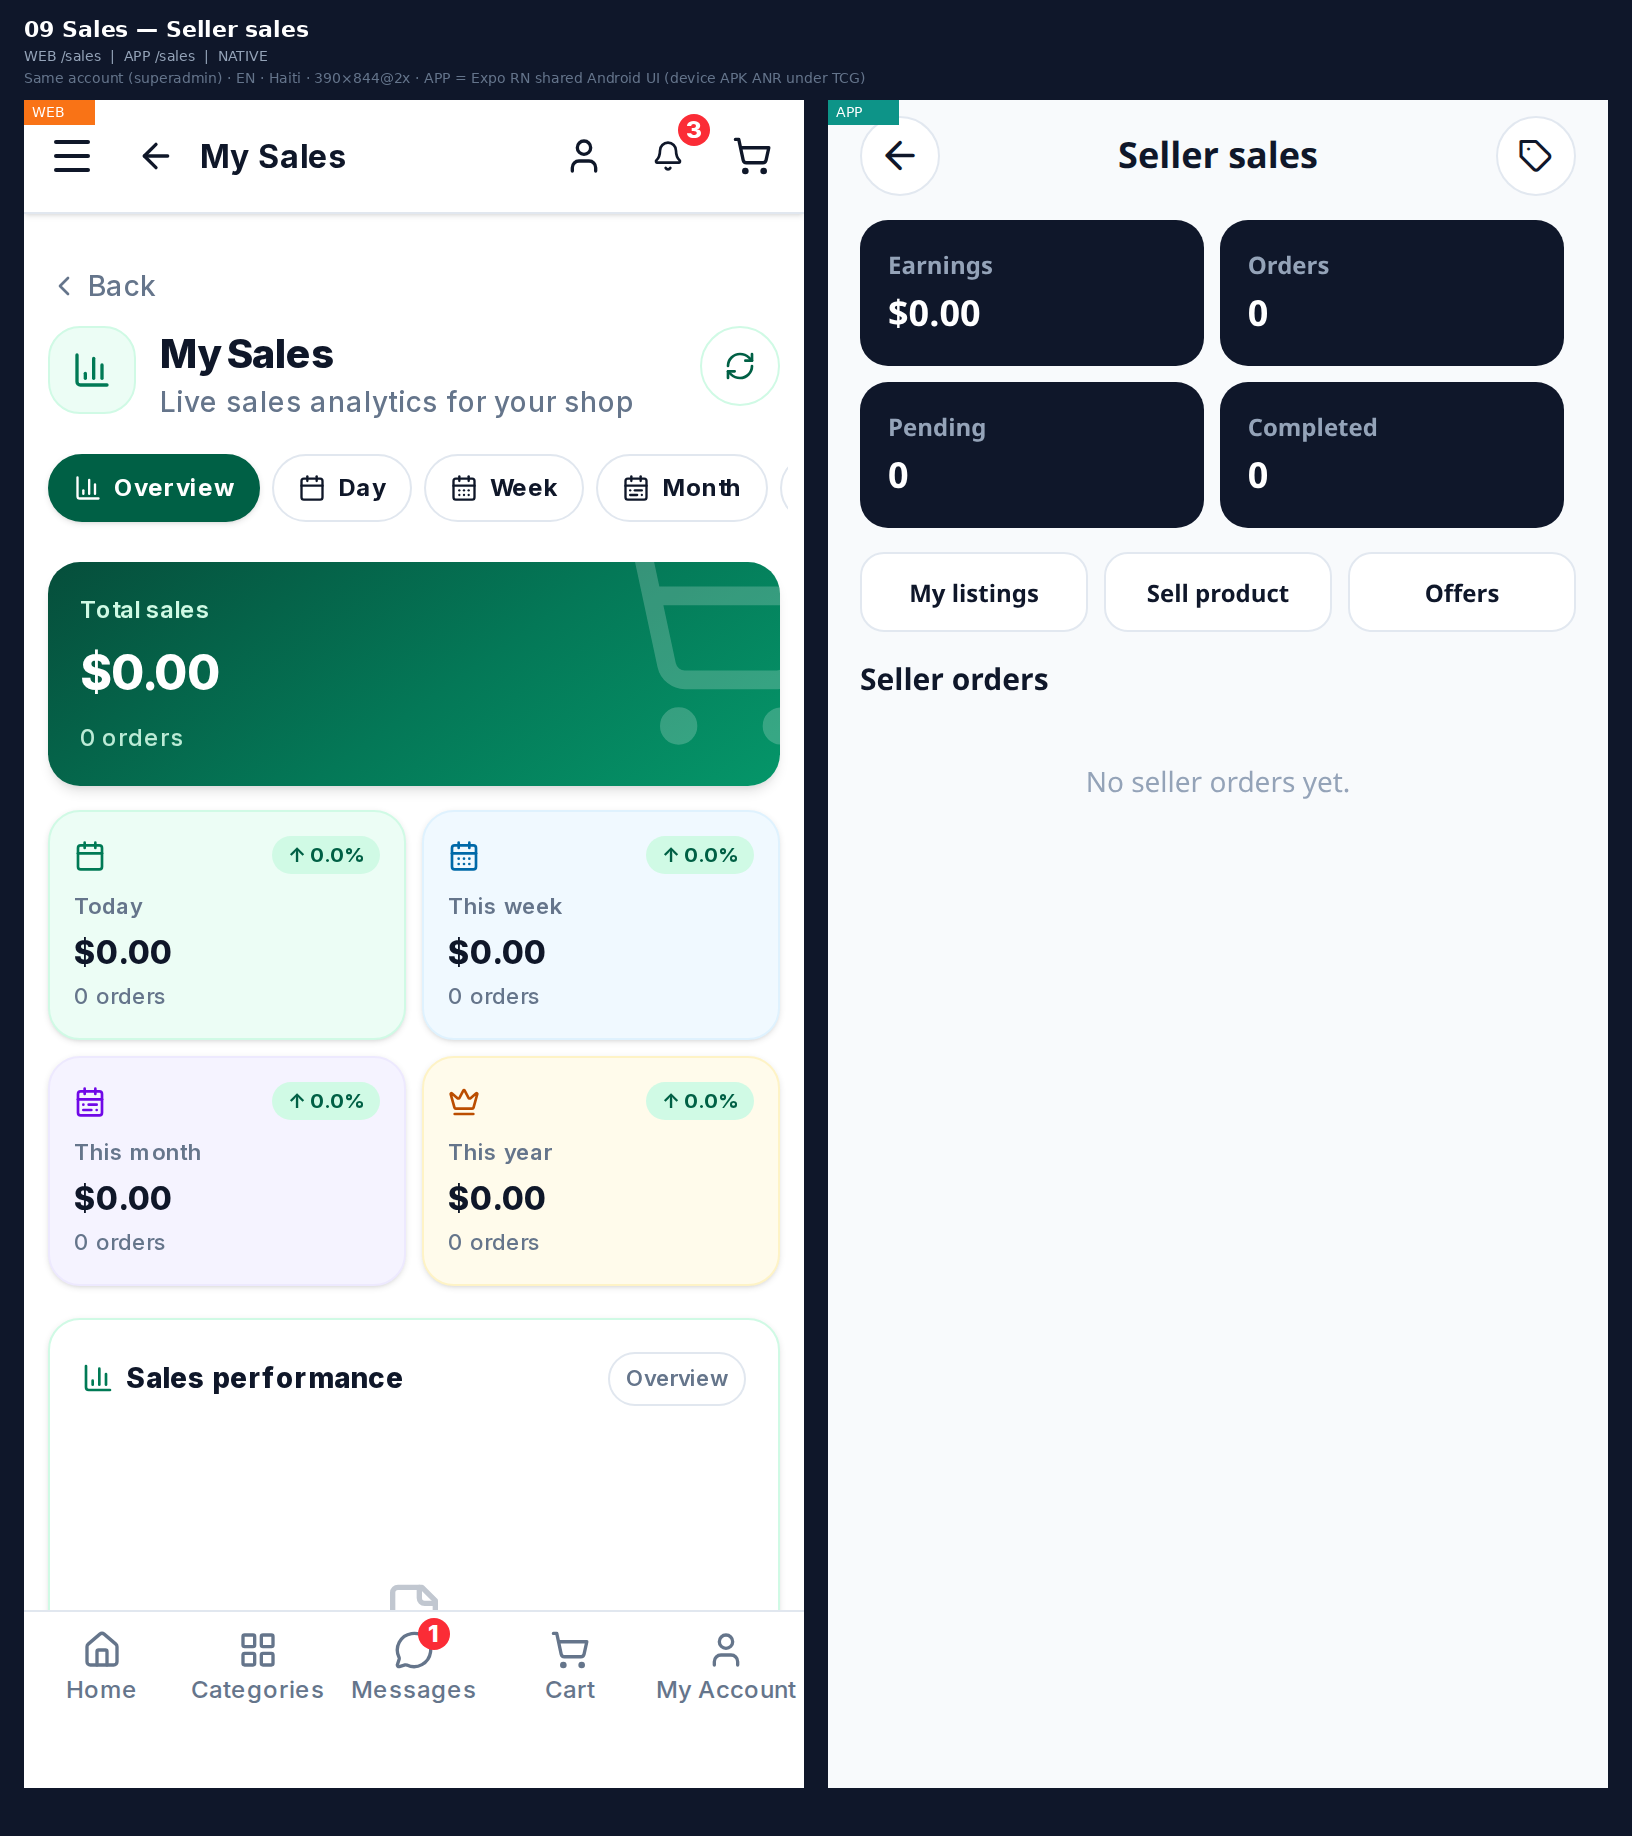 09 Sales — Seller sales
WEB /sales | APP /sales | NATIVE
Same account (superadmin) · EN · Haiti · 390×844@2x · APP = Expo RN shared Android UI (device APK ANR under TCG)
WEB
My Sales
3
Back
My Sales
Live sales analytics for your shop
Overview
Day
Week
Month
Total sales
$0.00
0 orders
↑ 0.0%
Today
$0.00
0 orders
↑ 0.0%
This week
$0.00
0 orders
↑ 0.0%
This month
$0.00
0 orders
↑ 0.0%
This year
$0.00
0 orders
Sales performance
Overview
1
Home
Categories
Messages
Cart
My Account
APP
Seller sales
Earnings
$0.00
Orders
0
Pending
0
Completed
0
My listings
Sell product
Offers
Seller orders
No seller orders yet.